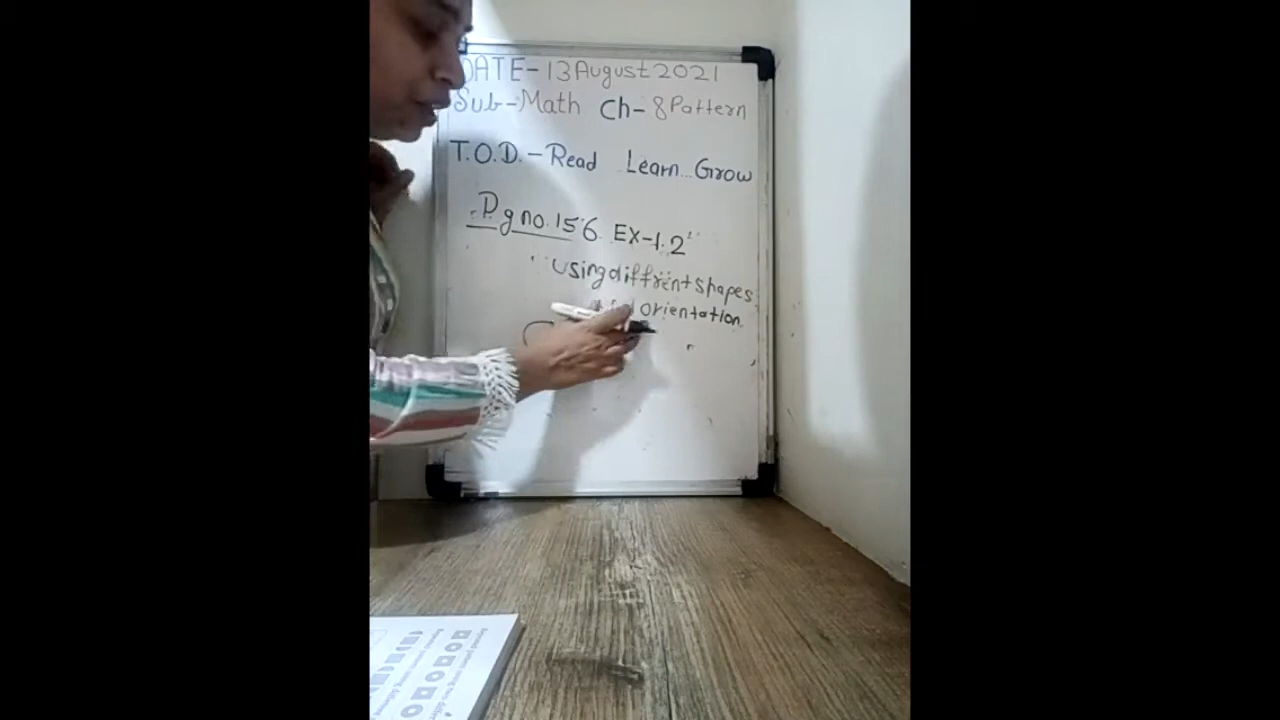 DATE-13 August 2021
Sub-Math Ch-8 Pattern
T.O.D.-Read Learn...Grow
Pg no. 156 EX-1.2"
"Using diffrent shapes
and orientation